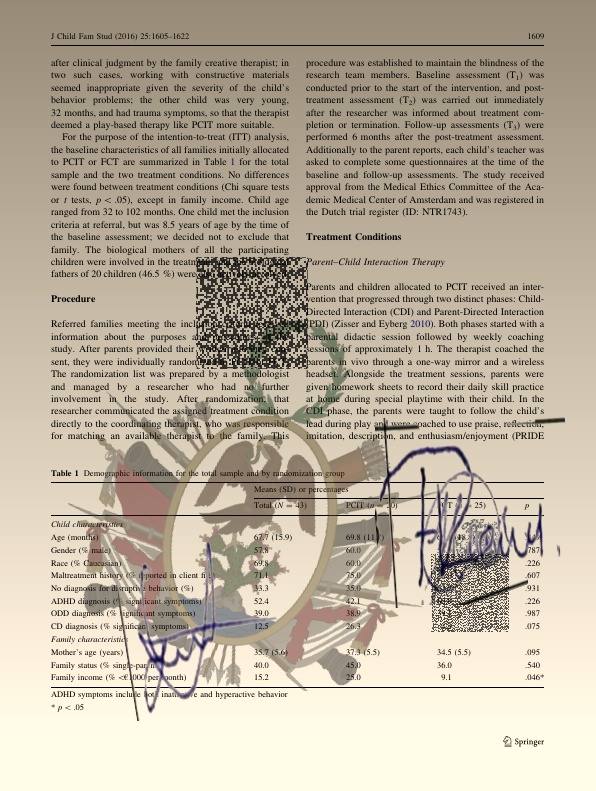 J Child Fam Stud (2016) 25:1605–1622
1609
after clinical judgment by the family creative therapist; in
two such cases, working with constructive materials
seemed inappropriate given the severity of the child's
behavior problems; the other child was very young,
32 months, and had trauma symptoms, so that the therapist
deemed a play-based therapy like PCIT more suitable.
For the purpose of the intention-to-treat (ITT) analysis,
the baseline characteristics of all families initially allocated
to PCIT or FCT are summarized in Table 1 for the total
sample and the two treatment conditions. No differences
were found between treatment conditions (Chi square tests
or t tests, p < .05), except in family income. Child age
ranged from 32 to 102 months. One child met the inclusion
criteria at referral, but was 8.5 years of age by the time of
the baseline assessment; we decided not to exclude that
family. The biological mothers of all the participating
children were involved in the
fathers of 20 children (46.5 %) were
Procedure
Referred families meeting the
information about the purposes
study. After parents provided their
sent, they were individually
The randomization list was prepared by a methodologist
and managed by a researcher who had no further
involvement in the study. After randomization, that
researcher communicated the assigned treatment condition
directly to the coordinating therapist, who was responsible
for matching an available therapist to the family. This
procedure was established to maintain the blindness of the
research team members. Baseline assessment (T1) was
conducted prior to the start of the intervention, and post-
treatment assessment (T2) was carried out immediately
after the researcher was informed about treatment com-
pletion or termination. Follow-up assessments (T3) were
performed 6 months after the post-treatment assessment.
Additionally to the parent reports, each child's teacher was
asked to complete some questionnaires at the time of the
baseline and follow-up assessments. The study received
approval from the Medical Ethics Committee of the Aca-
demic Medical Center of Amsterdam and was registered in
the Dutch trial register (ID: NTR1743).
Treatment Conditions
Parent–Child Interaction Therapy
Parents and children allocated to PCIT received an inter-
vention that progressed through two distinct phases: Child-
Directed Interaction (CDI) and Parent-Directed Interaction
(PDI) (Zisser and Eyberg 2010). Both phases started with a
parental didactic session followed by weekly coaching
sessions of approximately 1 h. The therapist coached the
parents in vivo through a one-way mirror and a wireless
headset. Alongside the treatment sessions, parents were
given homework sheets to record their daily skill practice
at home during special playtime with their child. In the
CDI phase, the parents were taught to follow the child's
lead during play and were coached to use praise, reflection,
imitation, description, and enthusiasm/enjoyment (PRIDE
Table 1 Demographic information for the total sample and by randomization group
Means (SD) or percentages
Total (N = 43) PCIT (n = 20) 25) p
Child characteristics
Age (months) 67.7 (15.9) 69.8
Gender (% male) 57.8 60.0 .787
Race (% Caucasian) 69.8 60.0 .226
Maltreatment history (% reported in client 71.1 75.0 .607
No diagnosis for disruptive behavior (%) 33.3 35.0 .931
ADHD diagnosis (% significant symptoms) 52.4 42.1 .226
ODD diagnosis (% significant symptoms) 39.0 38.9 .987
CD diagnosis (% significant symptoms) 12.5 26.3 .075
Family characteristics
Mother's age (years) 35.7 (5.6) 37.3 (5.5) 34.5 (5.5) .095
Family status (% 40.0 45.0 36.0 .540
Family income (% <€1000 per month) 15.2 25.0 9.1 .046*
ADHD symptoms include both inattentive and hyperactive behavior
* p < .05
Springer